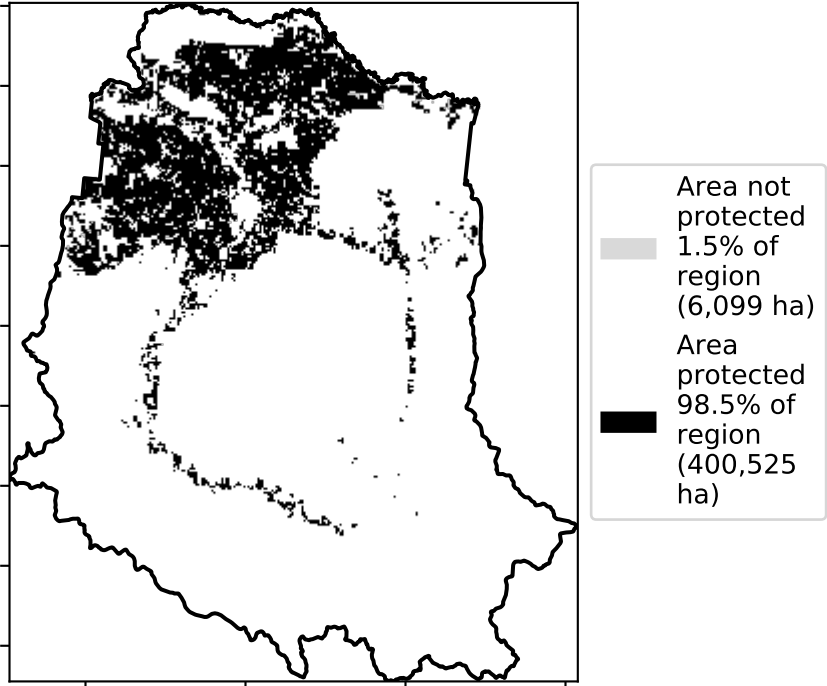 Area not
protected
1.5% of
region
(6,099 ha)
Area
protected
98.5% of
region
(400,525
ha)